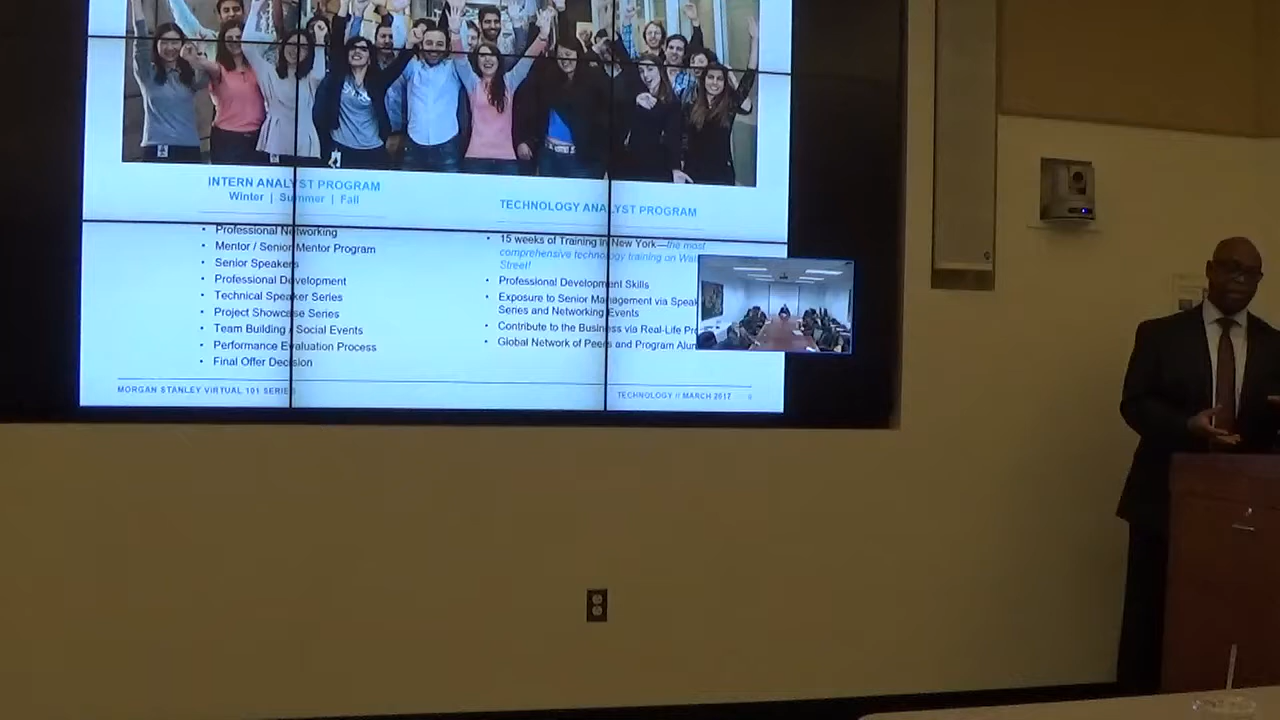 INTERN ANALYST PROGRAM
Winter | Summer | Fall
Professional Networking
Mentor / Senior Mentor Program
Senior Speakers
Professional Development
Technical Speaker Series
Project Showcase Series
Team Building / Social Events
Performance Evaluation Process
Final Offer Decision
TECHNOLOGY ANALYST PROGRAM
15 weeks of Training in New York—the most
comprehensive technology training on Wall
Street!
Professional Development Skills
Exposure to Senior Management via
Series and Networking Events
Contribute to the Business via Real-Life
Global Network of Peers and Program
MORGAN STANLEY VIRTUAL 101 SERIES
TECHNOLOGY // MARCH 2017